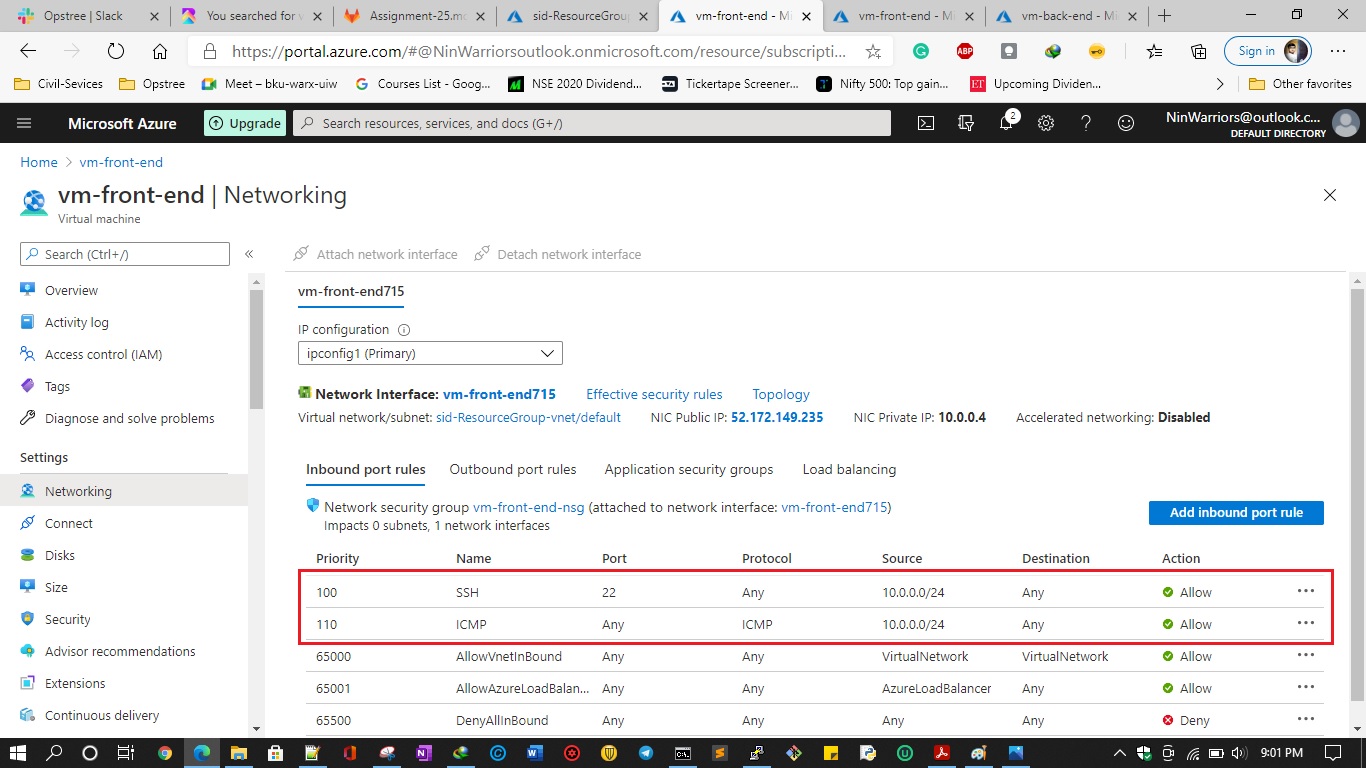 Opstree | Slack
You searched for v
Assignment-25.mc
sid-ResourceGrou
vm-front-end - Mi
vm-front-end - Mi
vm-back-end - Mi
https://portal.azure.com/#@NinWarriorsoutlook.onmicrosoft.com/resource/subscripti...
ABP
Sign in
Civil-Sevices
Opstree
Meet – bku-warx-uiw
Courses List - Goog...
NSE 2020 Dividend...
Tickertape Screener...
Nifty 500: Top gain...
ET
Upcoming Dividen...
Other favorites
Microsoft Azure
Upgrade
Search resources, services, and docs (G+/)
2
NinWarriors@outlook.c...
DEFAULT DIRECTORY
Home > vm-front-end
vm-front-end | Networking
Virtual machine
Search (Ctrl+/)
«
Attach network interface
Detach network interface
Overview
Activity log
Access control (IAM)
Tags
Diagnose and solve problems
Settings
Networking
Connect
Disks
Size
Security
Advisor recommendations
Extensions
Continuous delivery
vm-front-end715
IP configuration
ipconfig1 (Primary)
Network Interface: vm-front-end715 Effective security rules Topology
Virtual network/subnet: sid-ResourceGroup-vnet/default NIC Public IP: 52.172.149.235 NIC Private IP: 10.0.0.4 Accelerated networking: Disabled
Inbound port rules Outbound port rules Application security groups Load balancing
Network security group vm-front-end-nsg (attached to network interface: vm-front-end715)
Impacts 0 subnets, 1 network interfaces
Add inbound port rule
Priority Name Port Protocol Source Destination Action
100 SSH 22 Any 10.0.0.0/24 Any Allow
110 ICMP Any ICMP 10.0.0.0/24 Any Allow
65000 AllowVnetInBound Any Any VirtualNetwork VirtualNetwork Allow
65001 AllowAzureLoadBalan... Any Any AzureLoadBalancer Any Allow
65500 DenyAllInBound Any Any Any Any Deny
9:01 PM